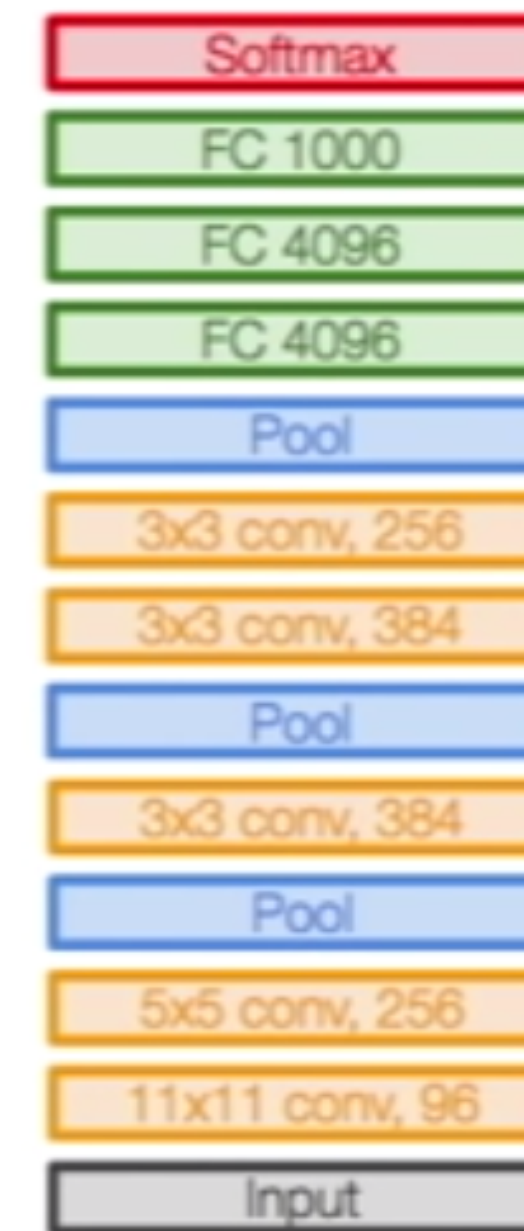 Softmax
FC 1000
FC 4096
FC 4096
Pool
3x3 conv, 256
3x3 conv, 384
Pool
3x3 conv, 384
Pool
5x5 conv, 256
11x11 conv, 96
Input